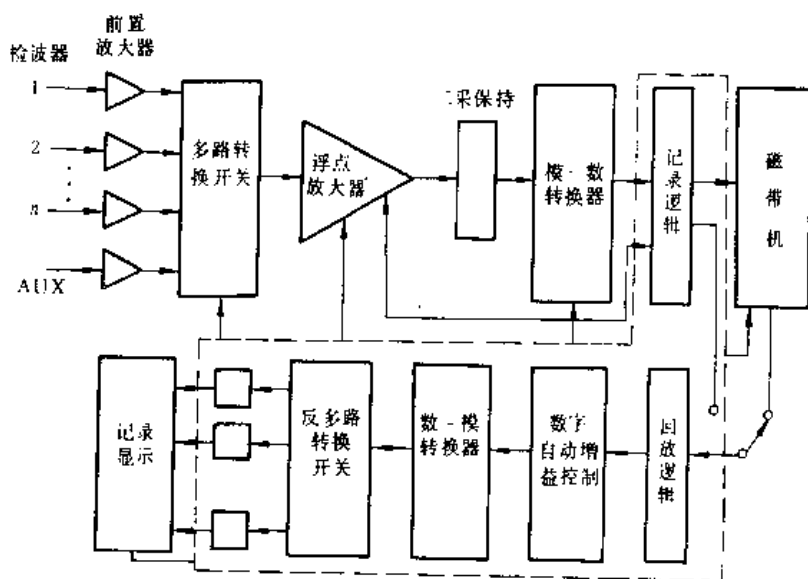 前置
放大器
检波器
1
2
n
AUX
多路转
换开关
浮点
放大器
采保持
模-数
转换器
记录逻辑
磁带机
记录
显示
反多路
转换
开关
数-模
转换器
数字
自动增
益控制
回放逻辑